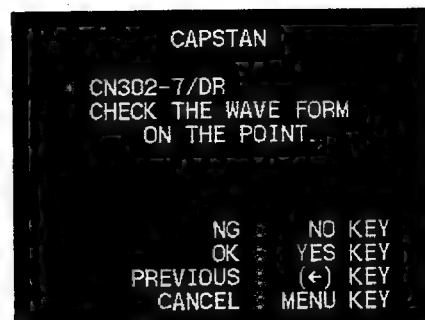 CAPSTAN
* CN302-7/DR
CHECK THE WAVE FORM
ON THE POINT.
NG : NO KEY
OK : YES KEY
PREVIOUS : (←) KEY
CANCEL : MENU KEY